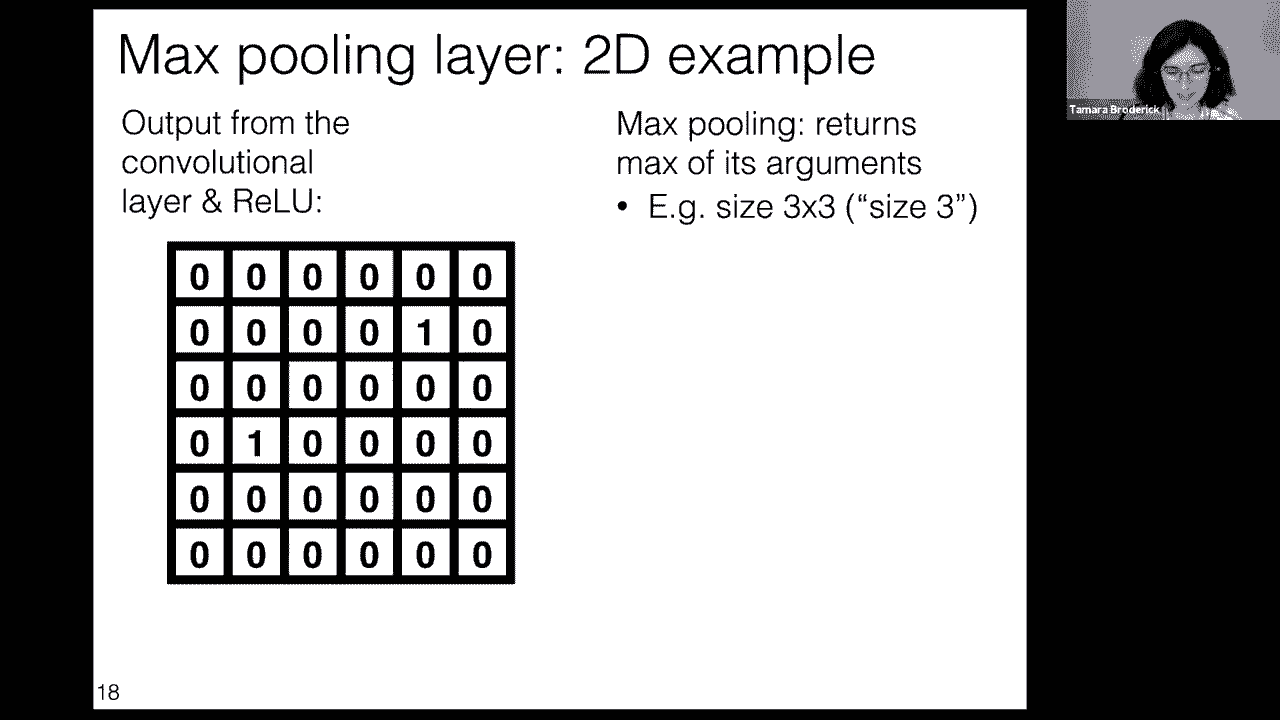 Max pooling layer: 2D example
Output from the
convolutional
layer & ReLU:
Max pooling: returns
max of its arguments
• E.g. size 3x3 (“size 3”)
0 0 0 0 0 0
0 0 0 0 1 0
0 0 0 0 0 0
0 1 0 0 0 0
0 0 0 0 0 0
0 0 0 0 0 0
18
Tamara Broderick